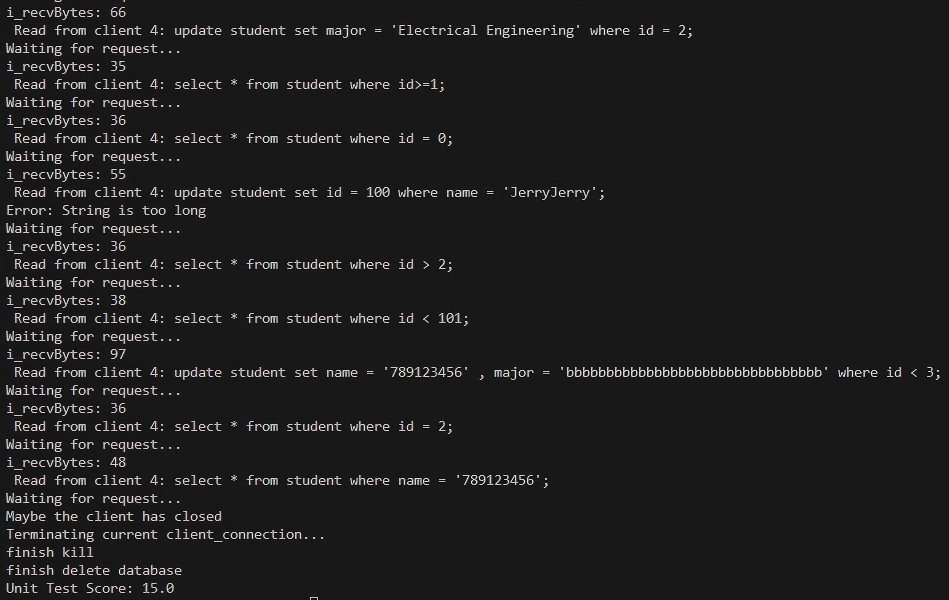 i_recvBytes: 66
 Read from client 4: update student set major = 'Electrical Engineering' where id = 2;
Waiting for request...
i_recvBytes: 35
 Read from client 4: select * from student where id>=1;
Waiting for request...
i_recvBytes: 36
 Read from client 4: select * from student where id = 0;
Waiting for request...
i_recvBytes: 55
 Read from client 4: update student set id = 100 where name = 'JerryJerry';
Error: String is too long
Waiting for request...
i_recvBytes: 36
 Read from client 4: select * from student where id > 2;
Waiting for request...
i_recvBytes: 38
 Read from client 4: select * from student where id < 101;
Waiting for request...
i_recvBytes: 97
 Read from client 4: update student set name = '789123456' , major = 'bbbbbbbbbbbbbbbbbbbbbbbbbbbbbbbb' where id < 3;
Waiting for request...
i_recvBytes: 36
 Read from client 4: select * from student where id = 2;
Waiting for request...
i_recvBytes: 48
 Read from client 4: select * from student where name = '789123456';
Waiting for request...
Maybe the client has closed
Terminating current client_connection...
finish kill
finish delete database
Unit Test Score: 15.0